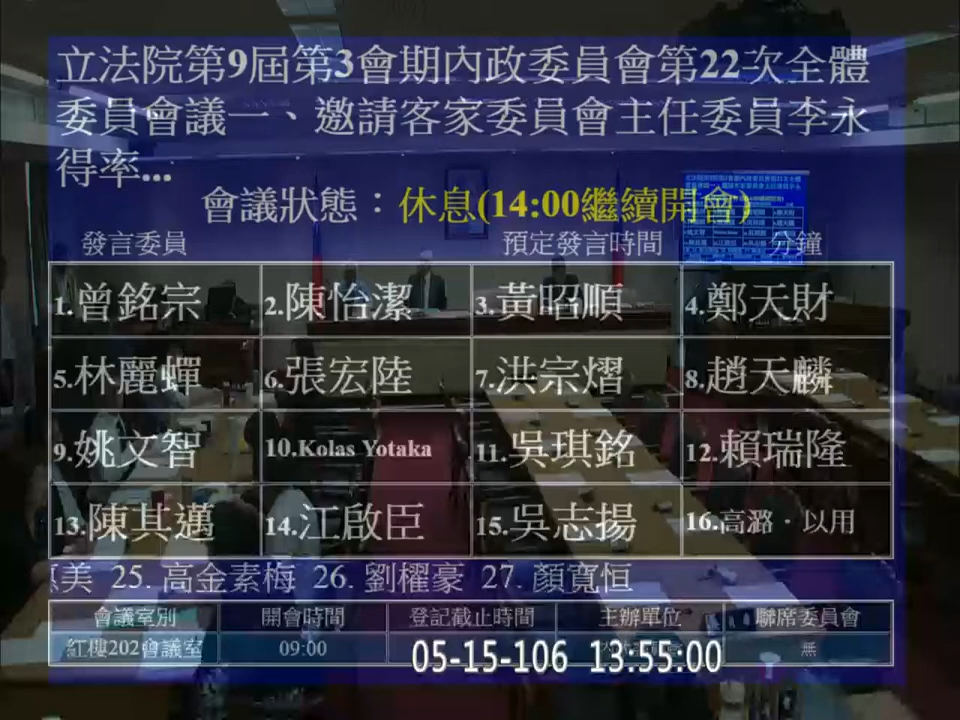 立法院第9屆第3會期內政委員會第22次全體
委員會議一、邀請客家委員會主任委員李永
得率...
會議狀態：休息(14:00繼續開會)
發言委員 預定發言時間 分鐘
1.曾銘宗 2.陳怡潔 3.黃昭順 4.鄭天財
5.林麗蟬 6.張宏陸 7.洪宗熠 8.趙天麟
9.姚文智 10.Kolas Yotaka 11.吳琪銘 12.賴瑞隆
13.陳其邁 14.江啟臣 15.吳志揚 16.高潞．以用
美 25. 高金素梅 26. 劉櫂豪 27. 顏寬恒
會議室別 開會時間 登記截止時間 主辦單位 聯席委員會
紅樓202會議室 09:00 無
05-15-106 13:55:00